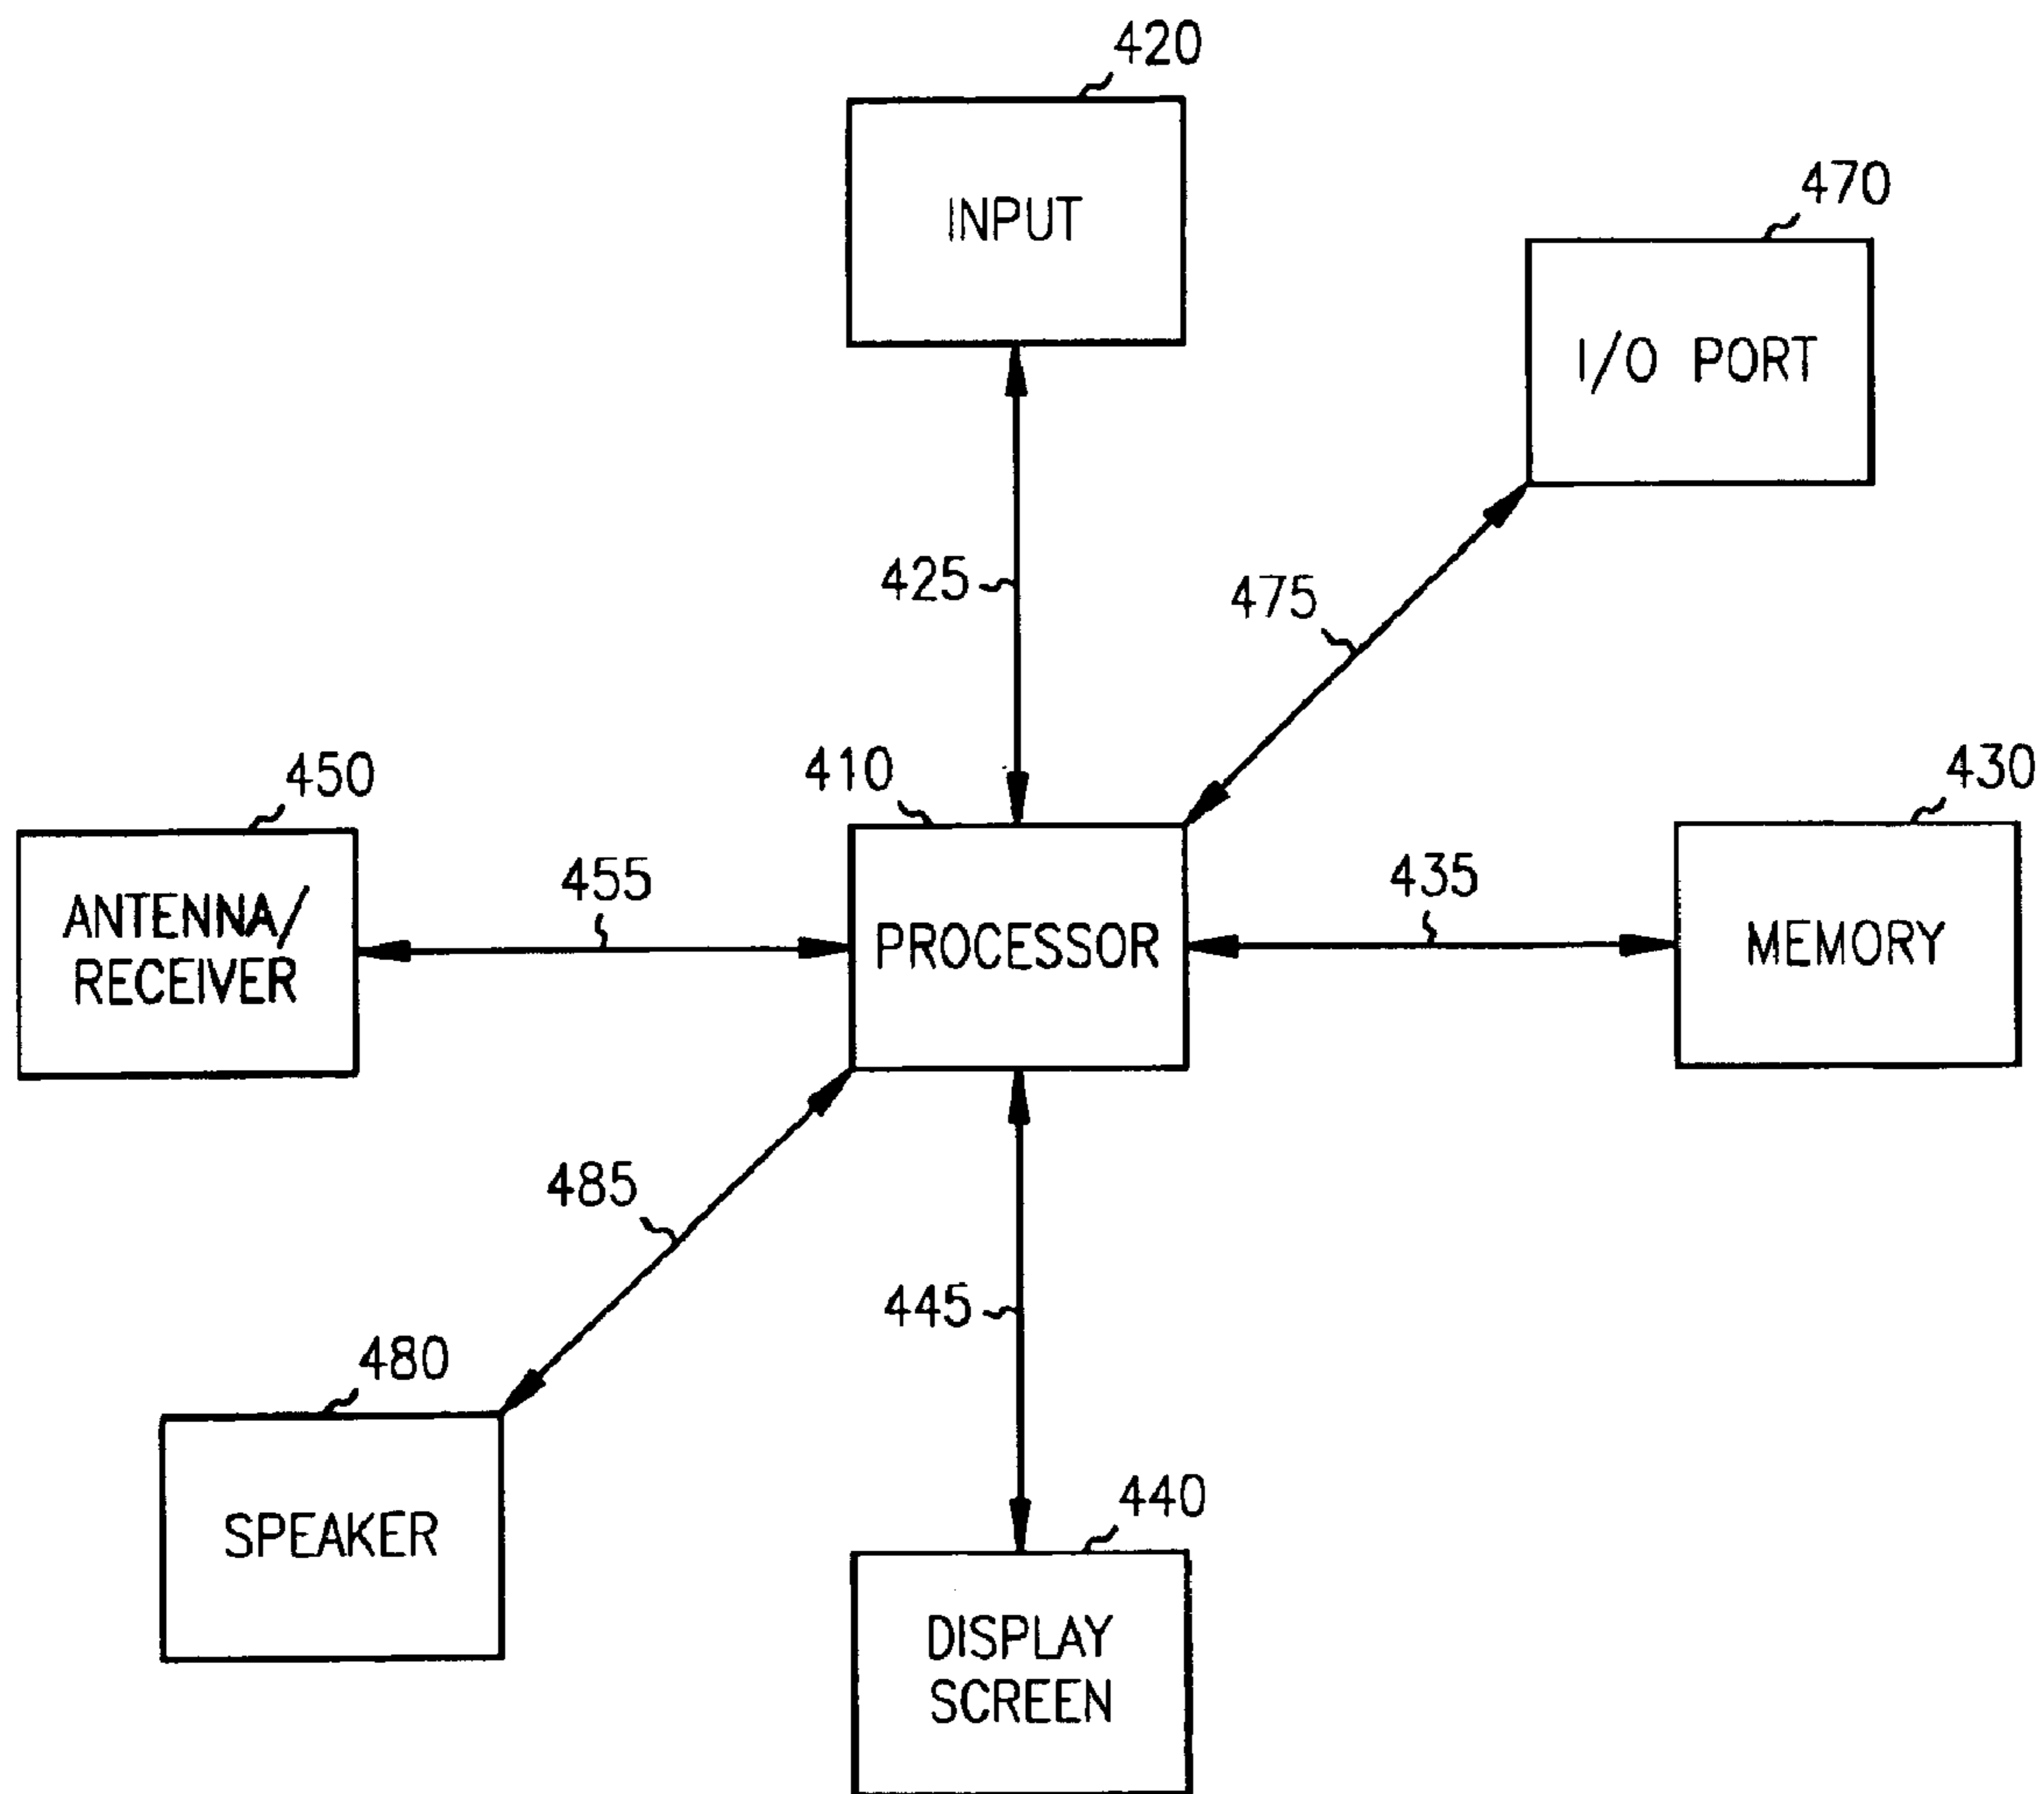 420
INPUT
470
I/O PORT
425
475
410
450
430
ANTENNA/
RECEIVER
455
PROCESSOR
435
MEMORY
485
445
480
SPEAKER
440
DISPLAY
SCREEN